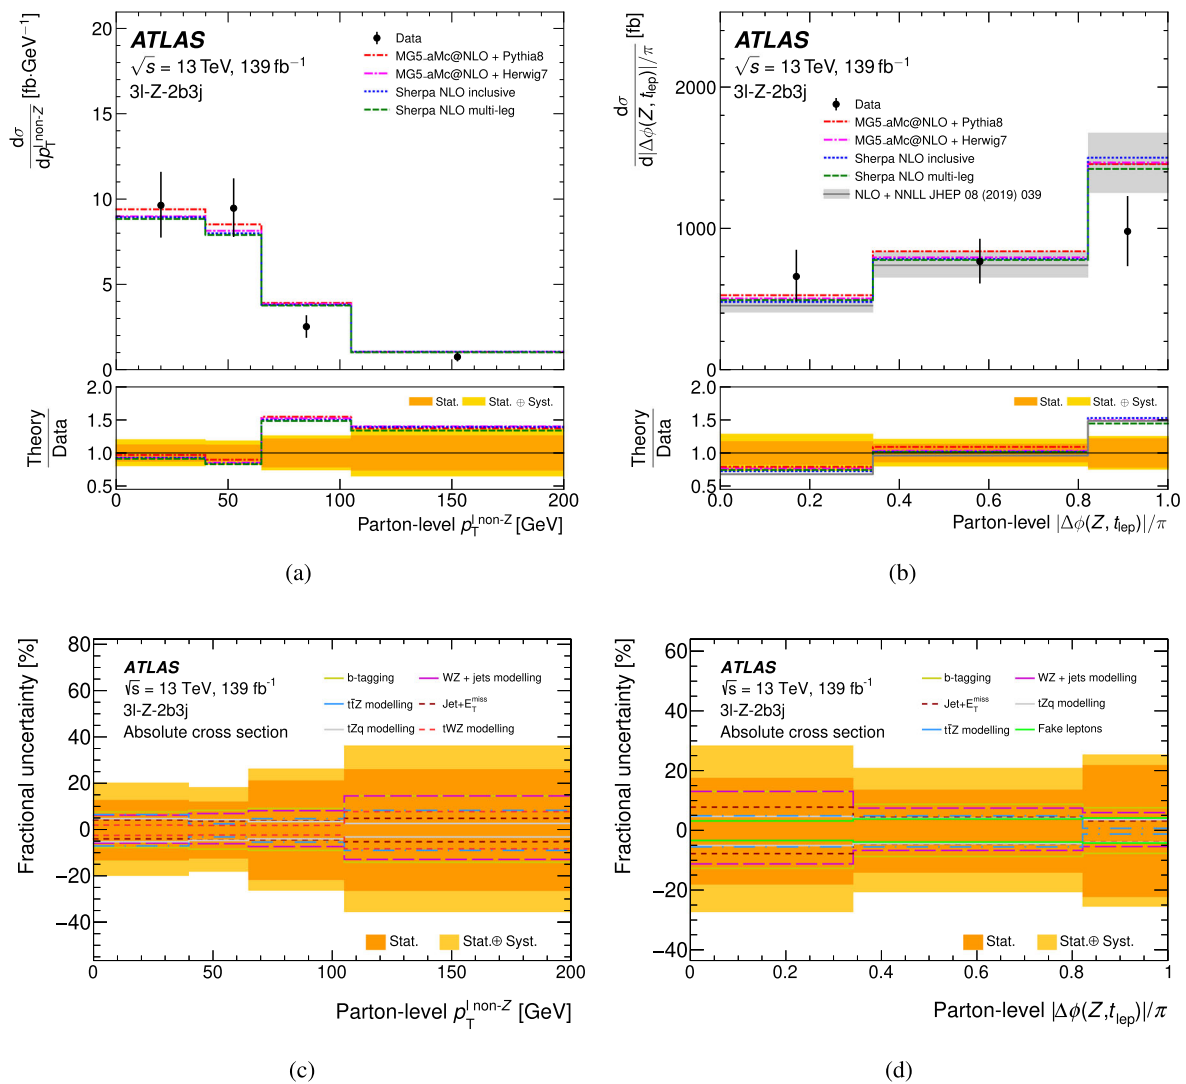 dσ
dp_T^{l non-Z} [fb·GeV⁻¹]
20
15
10
5
0
ATLAS
√s = 13 TeV, 139 fb⁻¹
3l-Z-2b3j
Data
MG5_aMc@NLO + Pythia8
MG5_aMc@NLO + Herwig7
Sherpa NLO inclusive
Sherpa NLO multi-leg
Theory
Data
2.0
1.5
1.0
0.5
Stat.
Stat. ⊕ Syst.
0 50 100 150 200
Parton-level p_T^{l non-Z} [GeV]
(a)
dσ
d|Δϕ(Z, t_lep)|/π [fb]
2000
1000
0
ATLAS
√s = 13 TeV, 139 fb⁻¹
3l-Z-2b3j
Data
MG5_aMc@NLO + Pythia8
MG5_aMc@NLO + Herwig7
Sherpa NLO inclusive
Sherpa NLO multi-leg
NLO + NNLL JHEP 08 (2019) 039
Theory
Data
2.0
1.5
1.0
0.5
Stat.
Stat. ⊕ Syst.
0.0 0.2 0.4 0.6 0.8 1.0
Parton-level |Δϕ(Z, t_lep)|/π
(b)
Fractional uncertainty [%]
80
60
40
20
0
−20
−40
ATLAS
√s = 13 TeV, 139 fb⁻¹
3l-Z-2b3j
Absolute cross section
b-tagging
WZ + jets modelling
tt̄Z modelling
Jet+E_T^miss
tZq modelling
tWZ modelling
Stat.
Stat.⊕ Syst.
0 50 100 150 200
Parton-level p_T^{l non-Z} [GeV]
(c)
Fractional uncertainty [%]
60
40
20
0
−20
−40
ATLAS
√s = 13 TeV, 139 fb⁻¹
3l-Z-2b3j
Absolute cross section
b-tagging
WZ + jets modelling
Jet+E_T^miss
tZq modelling
tt̄Z modelling
Fake leptons
Stat.
Stat.⊕ Syst.
0 0.2 0.4 0.6 0.8 1
Parton-level |Δϕ(Z,t_lep)|/π
(d)